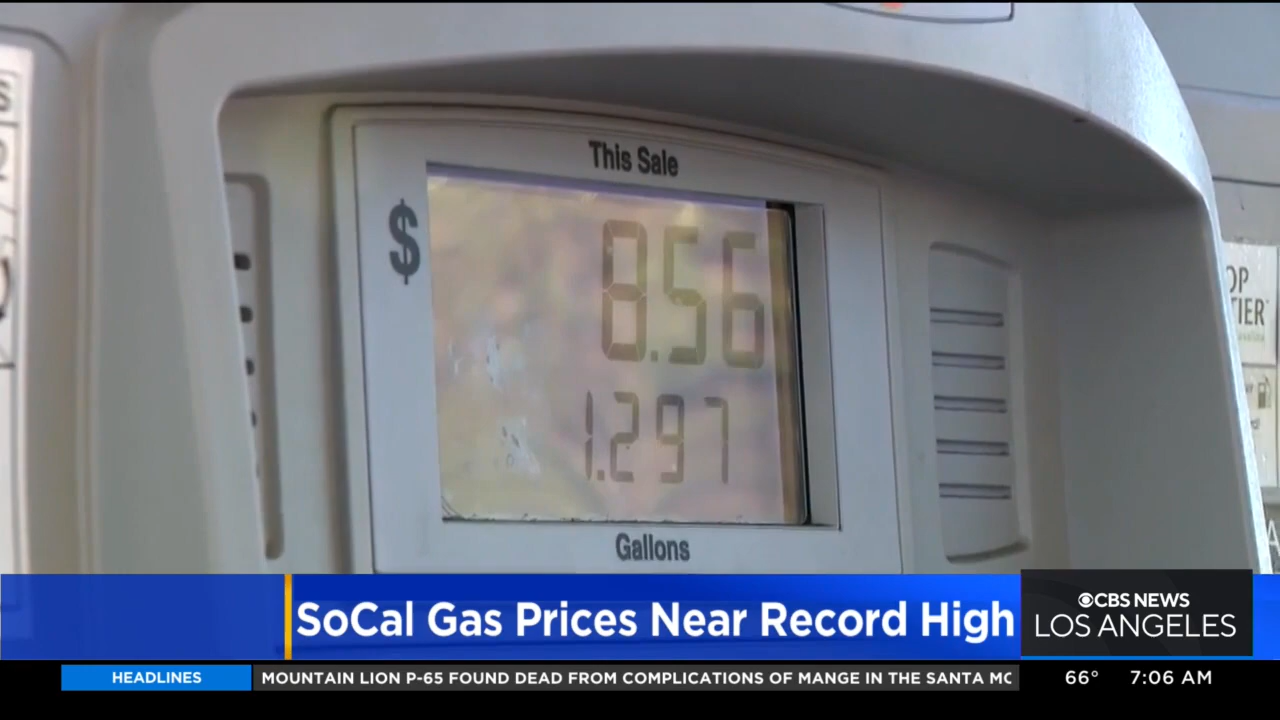 This Sale
$
8.56
1.297
Gallons
SoCal Gas Prices Near Record High
CBS NEWS
LOS ANGELES
HEADLINES
MOUNTAIN LION P-65 FOUND DEAD FROM COMPLICATIONS OF MANGE IN THE SANTA MO
66°
7:06 AM